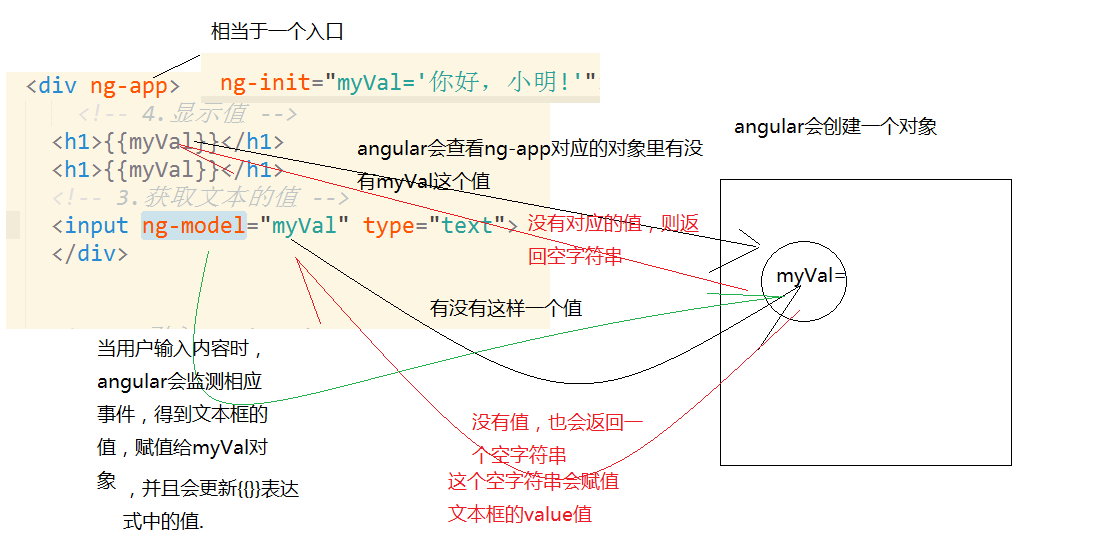 相当于一个入口
<div ng-app>
ng-init="myVal='你好，小明!'"
<!-- 4.显示值 -->
<h1>{{myVal}}</h1>
<h1>{{myVal}}</h1>
<!-- 3.获取文本的值 -->
<input ng-model="myVal" type="text">
</div>
angular会查看ng-app对应的对象里有没
有myVal这个值
angular会创建一个对象
没有对应的值，则返
回空字符串
myVal=
有没有这样一个值
当用户输入内容时，
angular会监测相应
事件，得到文本框的
值，赋值给myVal对
象
，并且会更新{{}}表达
式中的值.
没有值，也会返回一
个空字符串
这个空字符串会赋值
文本框的value值